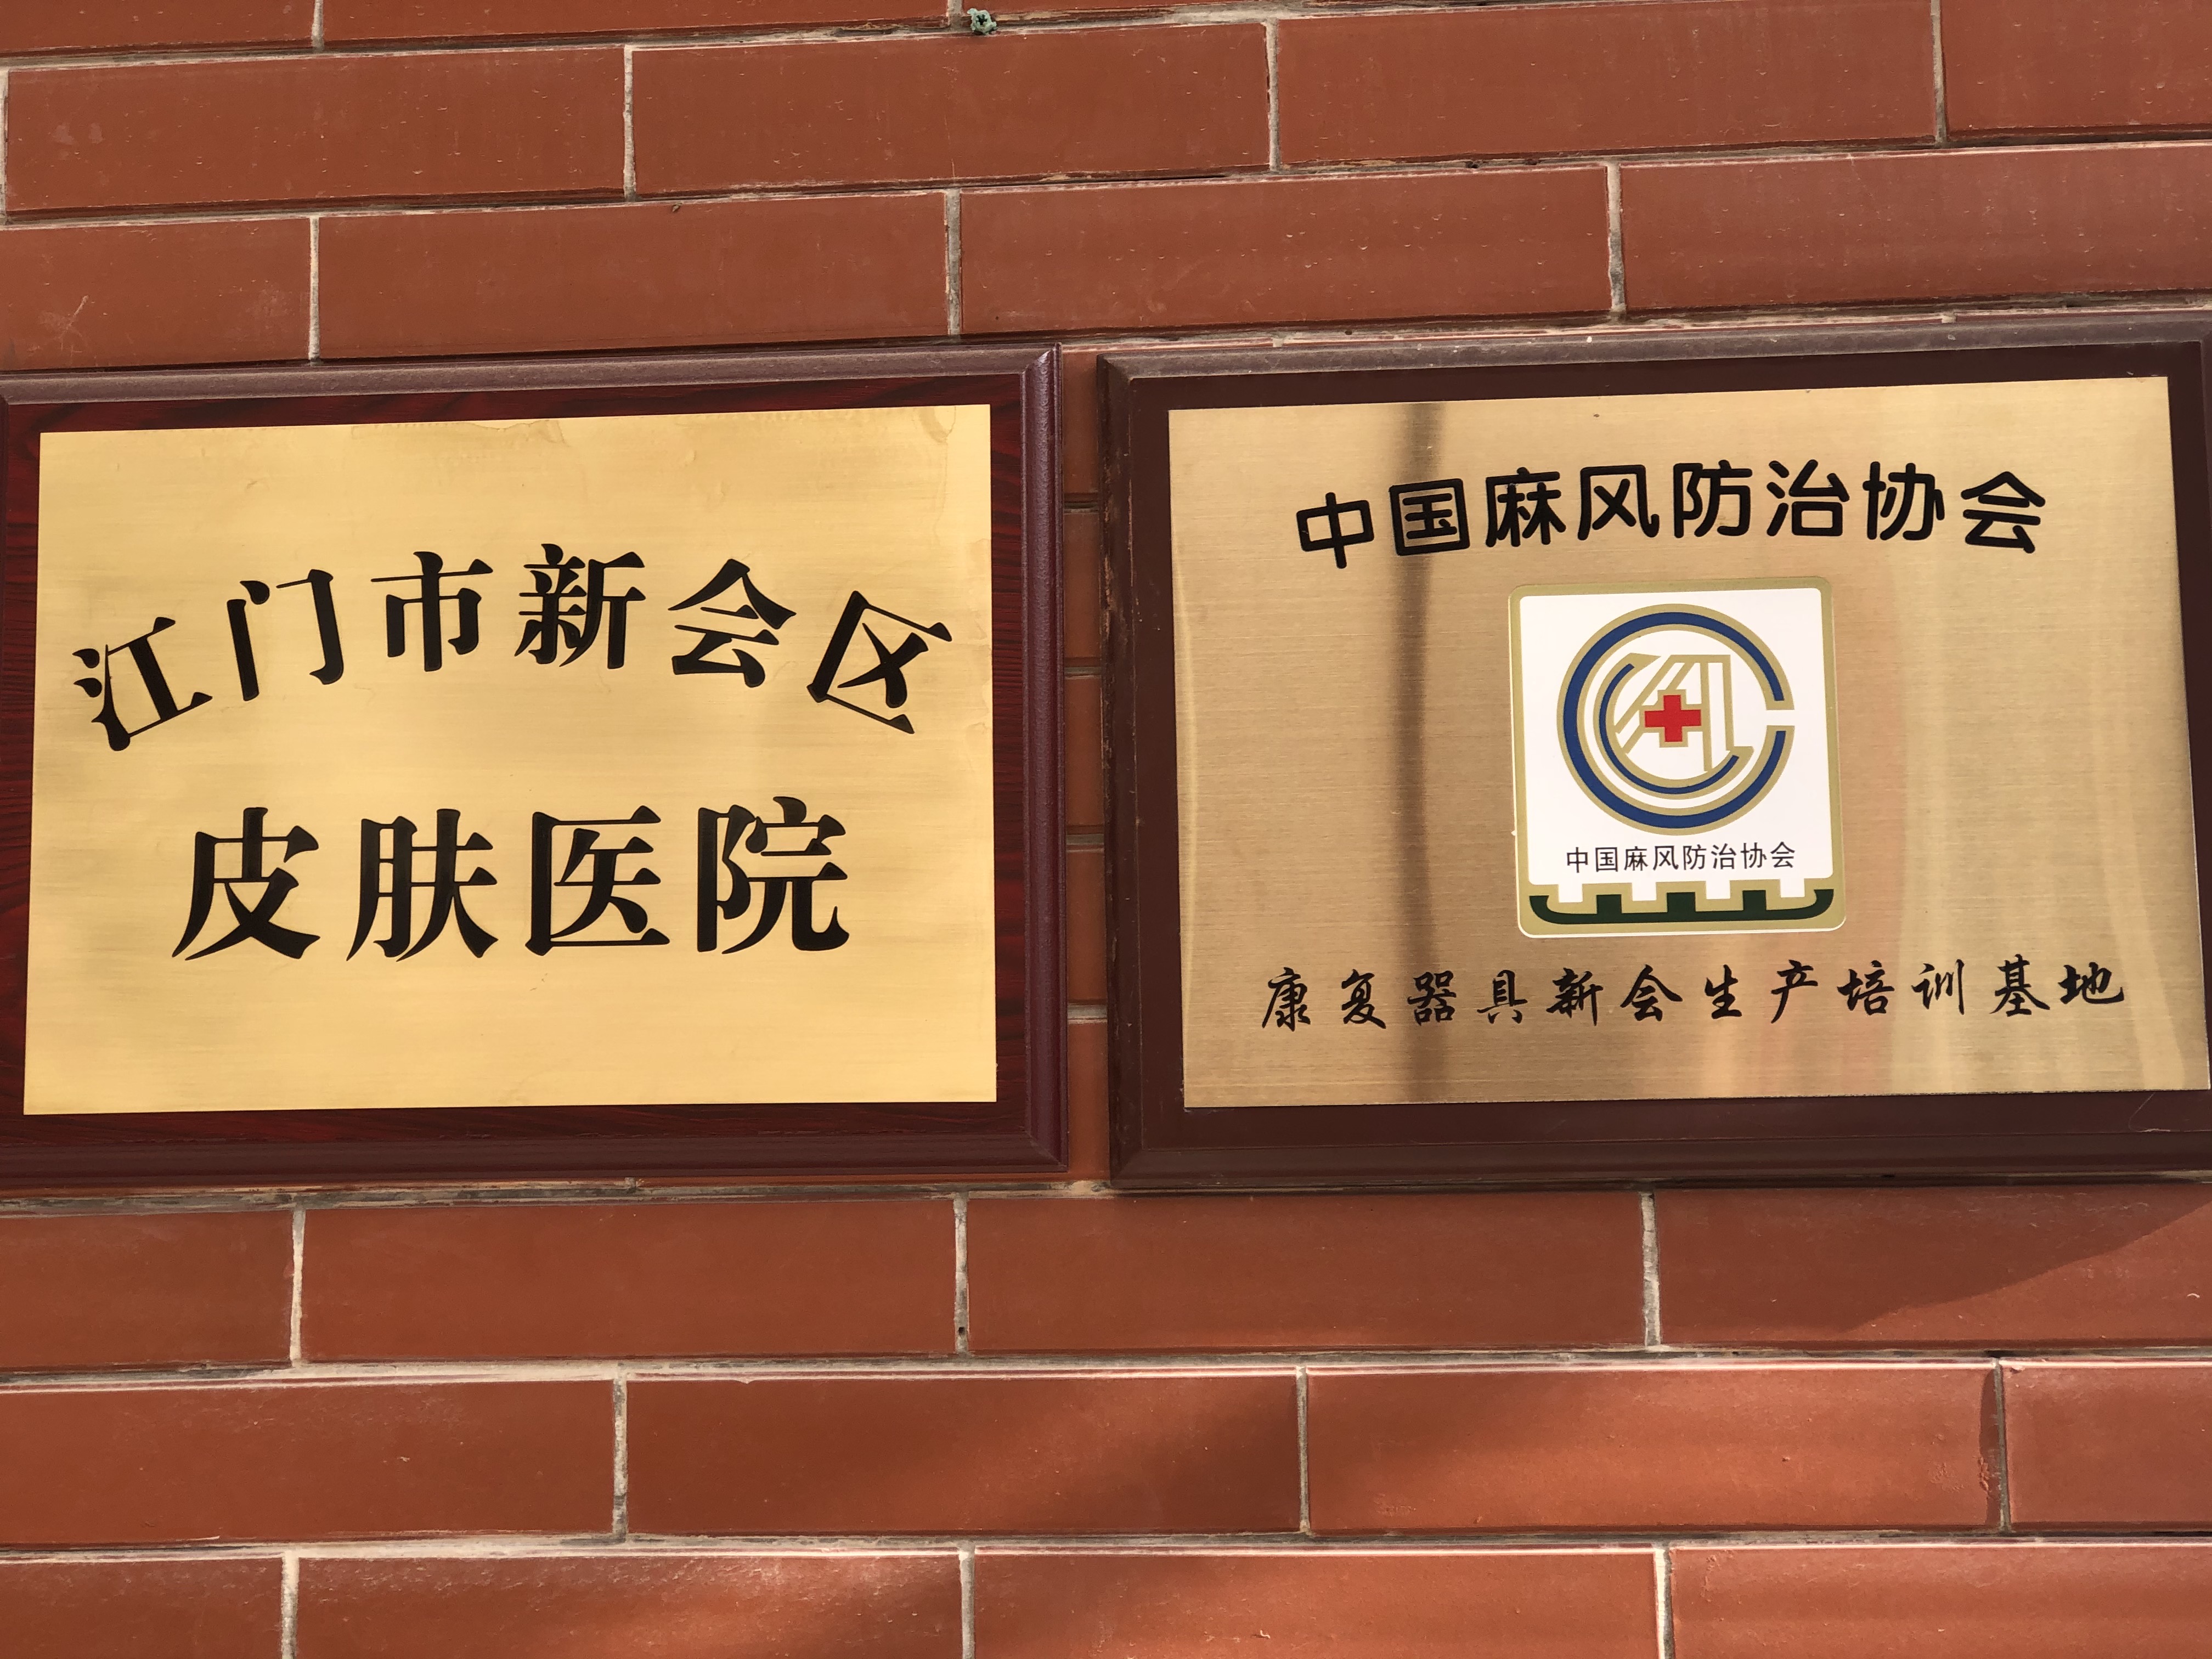 江门市新会区
皮肤医院
中国麻风防治协会
中国麻风防治协会
康复器具新会生产培训基地